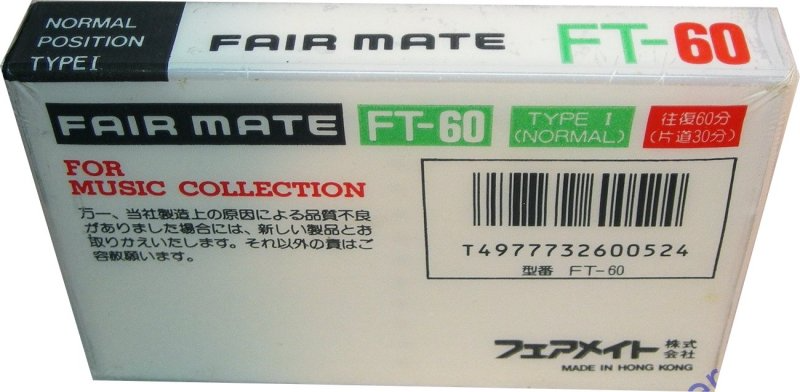 NORMAL
POSITION
TYPE I
FAIR MATE
FT-60
FAIR MATE
FT-60
TYPE I
(NORMAL)
往復60分
(片道30分)
FOR
MUSIC COLLECTION
万一、当社製造上の原因による品質不良
がありました場合には、新しい製品とお
取りかえいたします。それ以外の責はご
容赦願います。
T4977732600524
型番 FT-60
フェアメイト株式会社
MADE IN HONG KONG